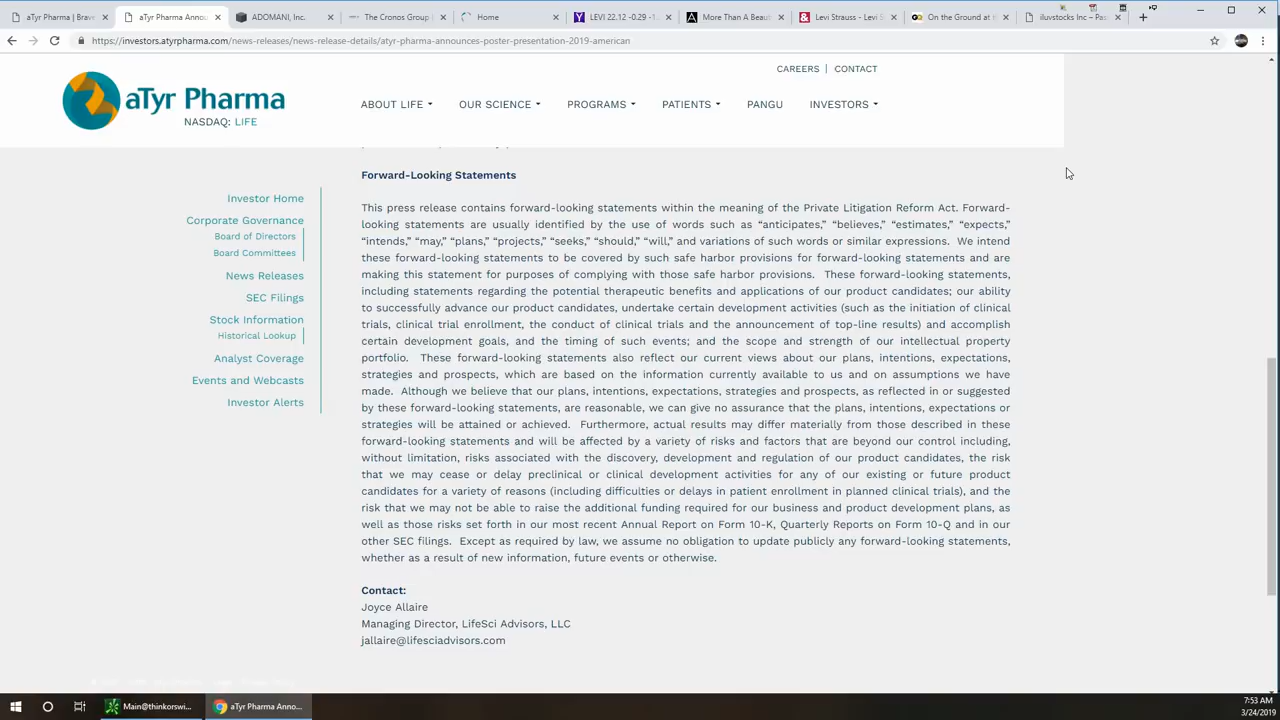 aTyr Pharma | Brave
aTyr Pharma Annou
ADOMANI, Inc.
The Cronos Group |
Home
LEVI 22.12 -0.29 -1
More Than A Beaut
Levi Strauss - Levi S
On the Ground at th
iluvstocks Inc – Pas
https://investors.atyrpharma.com/news-releases/news-release-details/atyr-pharma-announces-poster-presentation-2019-american
CAREERS | CONTACT
aTyr Pharma
NASDAQ: LIFE
ABOUT LIFE
OUR SCIENCE
PROGRAMS
PATIENTS
PANGU
INVESTORS
Investor Home
Corporate Governance
Board of Directors
Board Committees
News Releases
SEC Filings
Stock Information
Historical Lookup
Analyst Coverage
Events and Webcasts
Investor Alerts
Forward-Looking Statements
This press release contains forward-looking statements within the meaning of the Private Litigation Reform Act. Forward-
looking statements are usually identified by the use of words such as “anticipates,” “believes,” “estimates,” “expects,”
“intends,” “may,” “plans,” “projects,” “seeks,” “should,” “will,” and variations of such words or similar expressions. We intend
these forward-looking statements to be covered by such safe harbor provisions for forward-looking statements and are
making this statement for purposes of complying with those safe harbor provisions. These forward-looking statements,
including statements regarding the potential therapeutic benefits and applications of our product candidates; our ability
to successfully advance our product candidates, undertake certain development activities (such as the initiation of clinical
trials, clinical trial enrollment, the conduct of clinical trials and the announcement of top-line results) and accomplish
certain development goals, and the timing of such events; and the scope and strength of our intellectual property
portfolio. These forward-looking statements also reflect our current views about our plans, intentions, expectations,
strategies and prospects, which are based on the information currently available to us and on assumptions we have
made. Although we believe that our plans, intentions, expectations, strategies and prospects, as reflected in or suggested
by these forward-looking statements, are reasonable, we can give no assurance that the plans, intentions, expectations or
strategies will be attained or achieved. Furthermore, actual results may differ materially from those described in these
forward-looking statements and will be affected by a variety of risks and factors that are beyond our control including,
without limitation, risks associated with the discovery, development and regulation of our product candidates, the risk
that we may cease or delay preclinical or clinical development activities for any of our existing or future product
candidates for a variety of reasons (including difficulties or delays in patient enrollment in planned clinical trials), and the
risk that we may not be able to raise the additional funding required for our business and product development plans, as
well as those risks set forth in our most recent Annual Report on Form 10-K, Quarterly Reports on Form 10-Q and in our
other SEC filings. Except as required by law, we assume no obligation to update publicly any forward-looking statements,
whether as a result of new information, future events or otherwise.
Contact:
Joyce Allaire
Managing Director, LifeSci Advisors, LLC
jallaire@lifesciadvisors.com
Main@thinkorswi...
aTyr Pharma Anno...
7:53 AM
3/24/2019